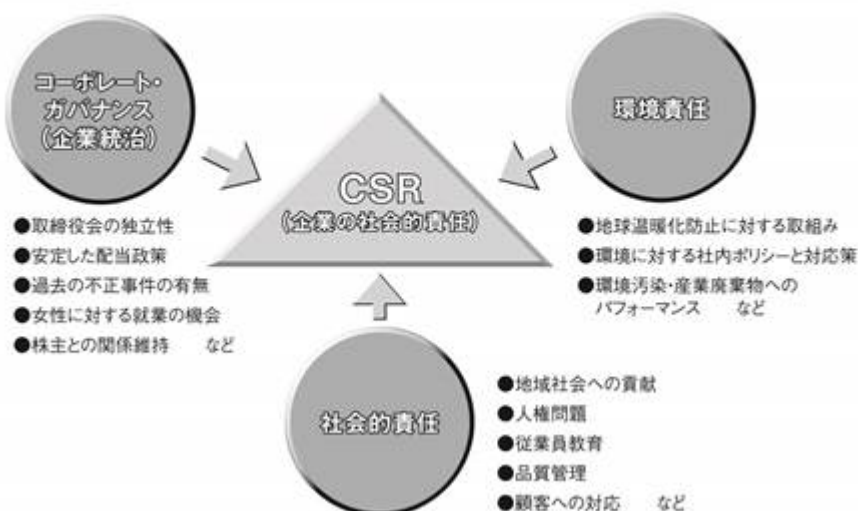 コーポレート・
ガバナンス
(企業統治)
環境責任
CSR
(企業の社会的責任)
●取締役会の独立性
●安定した配当政策
●過去の不正事件の有無
●女性に対する就業の機会
●株主との関係維持　など
●地球温暖化防止に対する取組み
●環境に対する社内ポリシーと対応策
●環境汚染・産業廃棄物への
パフォーマンス　など
社会的責任
●地域社会への貢献
●人権問題
●従業員教育
●品質管理
●顧客への対応　など